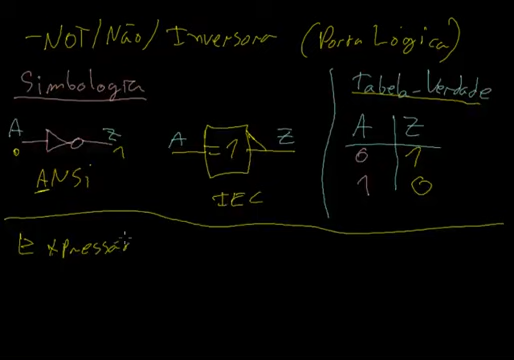 -NOT/Não/Inversora (Porta Lógica)
Simbologia
A Z
0 1
ANSi
A Z
1
IEC
Tabela-Verdade
A Z
0 1
1 0
Expressão